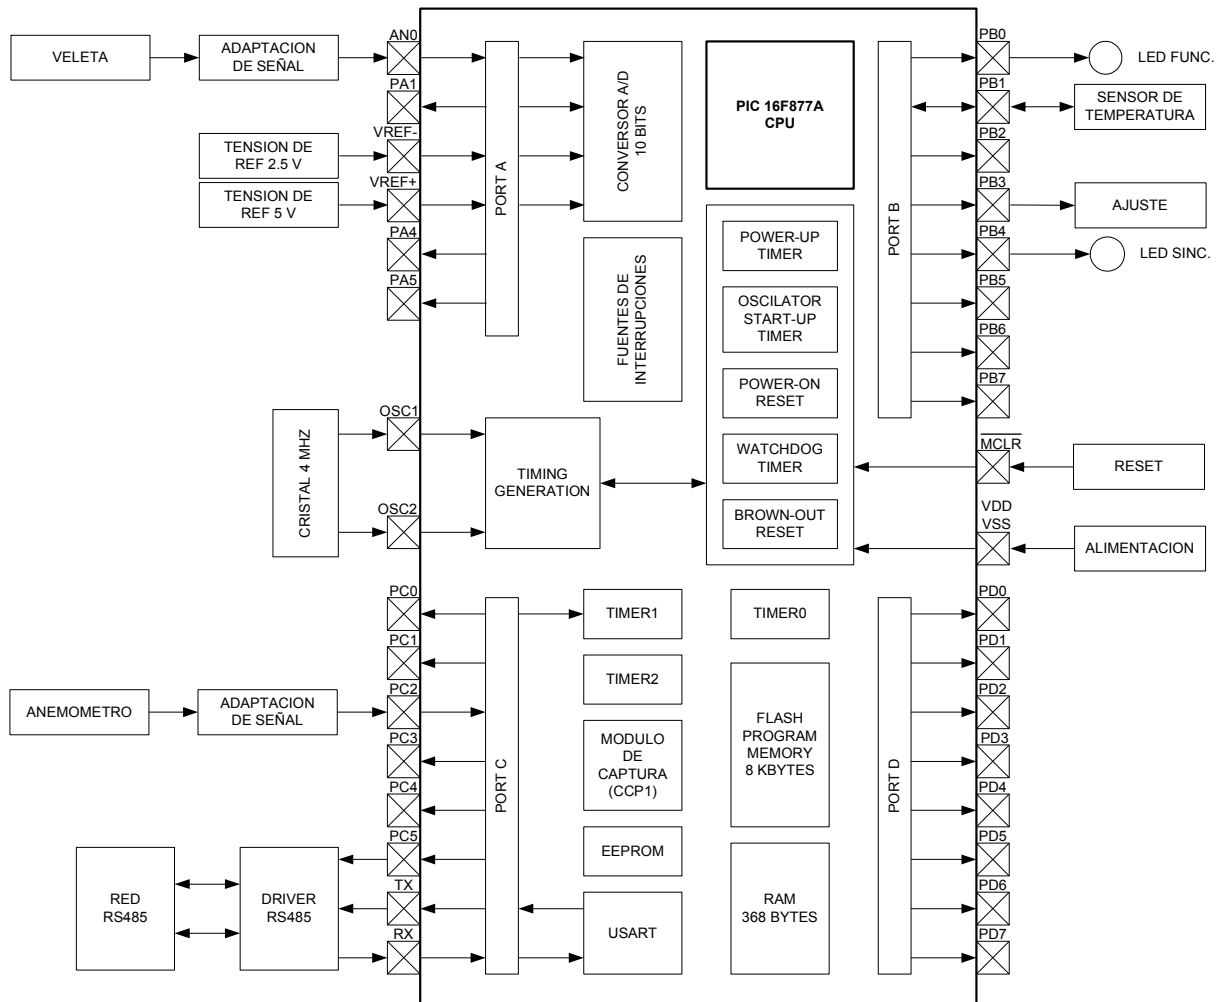 VELETA
ADAPTACION
DE SEÑAL
AN0
PA1
VREF-
TENSION DE
REF 2.5 V
VREF+
TENSION DE
REF 5 V
PA4
PA5
PORT A
CONVERSOR A/D
10 BITS
FUENTES DE
INTERRUPCIONES
PIC 16F877A
CPU
POWER-UP
TIMER
OSCILATOR
START-UP
TIMER
POWER-ON
RESET
WATCHDOG
TIMER
BROWN-OUT
RESET
PORT B
PB0
LED FUNC.
PB1
SENSOR DE
TEMPERATURA
PB2
PB3
AJUSTE
PB4
LED SINC.
PB5
PB6
PB7
MCLR
RESET
VDD
VSS
ALIMENTACION
CRISTAL 4 MHZ
OSC1
OSC2
TIMING
GENERATION
PC0
PC1
ANEMOMETRO
ADAPTACION
DE SEÑAL
PC2
PC3
PC4
PC5
TX
RX
RED
RS485
DRIVER
RS485
PORT C
TIMER1
TIMER2
MODULO
DE
CAPTURA
(CCP1)
EEPROM
USART
TIMER0
FLASH
PROGRAM
MEMORY
8 KBYTES
RAM
368 BYTES
PORT D
PD0
PD1
PD2
PD3
PD4
PD5
PD6
PD7